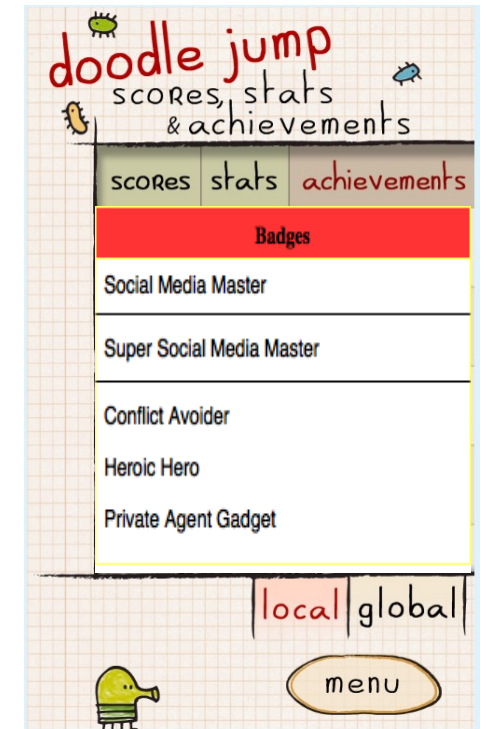 doodle jump
scores, stats
& achievements
scores stats achievements
Badges
Social Media Master
Super Social Media Master
Conflict Avoider
Heroic Hero
Private Agent Gadget
local global
menu